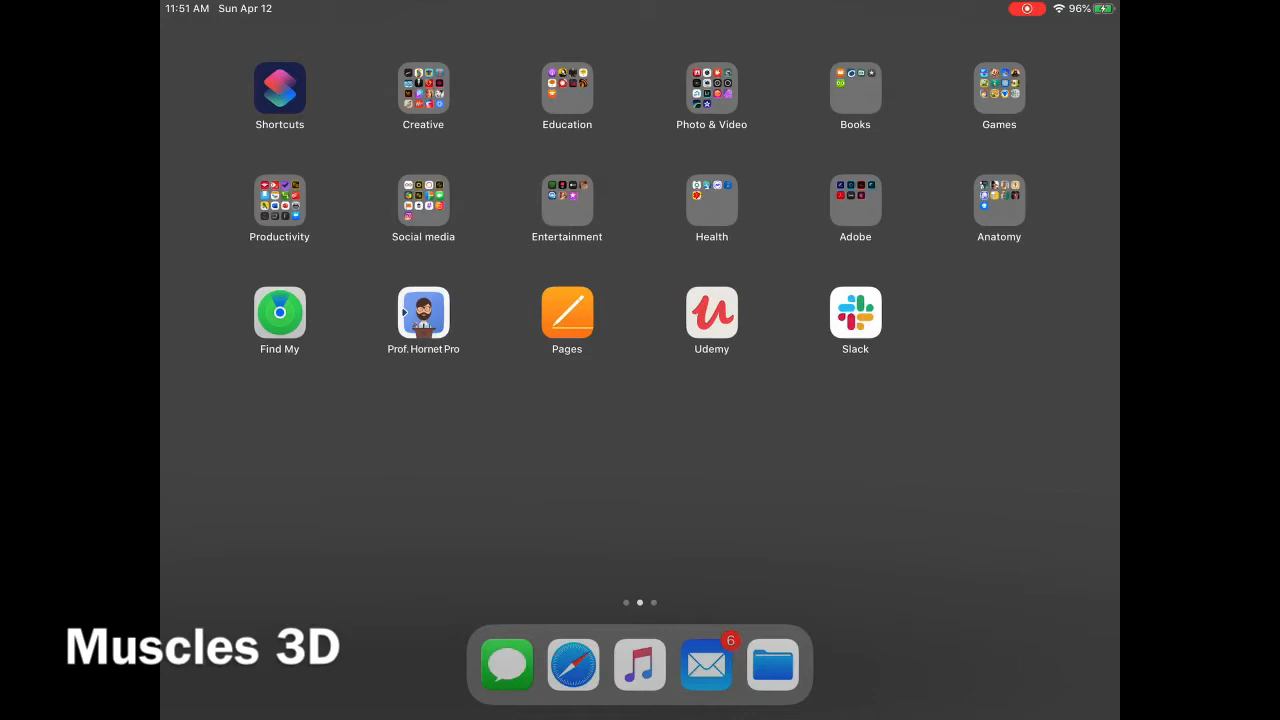 11:51 AM Sun Apr 12
96%
Shortcuts
Creative
Education
Photo & Video
Books
Games
Productivity
Social media
Entertainment
Health
Adobe
Anatomy
Find My
Prof. Hornet Pro
Pages
Udemy
Slack
6
Muscles 3D